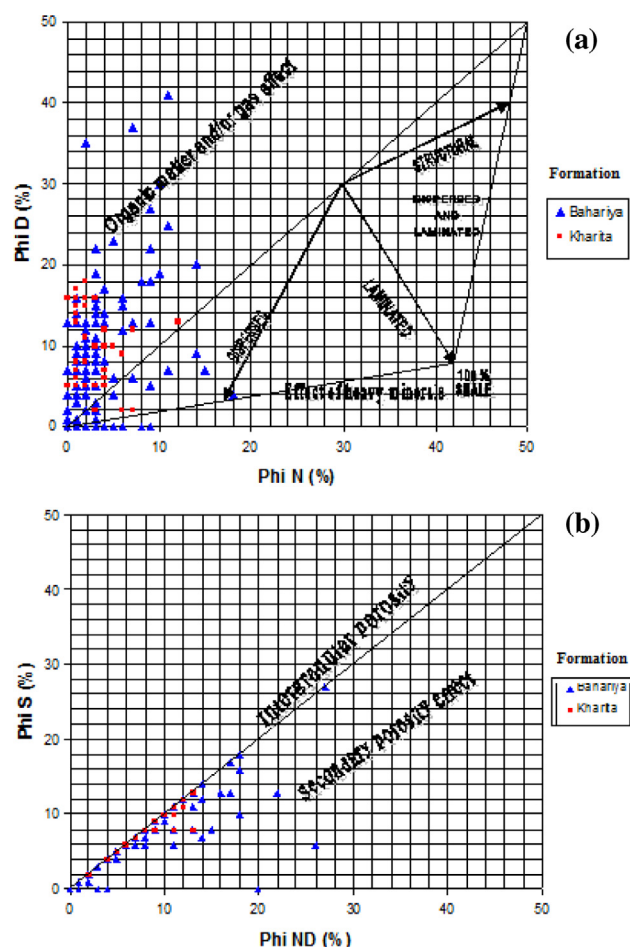 (a)
50
40
30
20
10
0
Phi D (%)
Organic matter and/or gas effect
STRUCTURAL
DISPERSED
AND
LAMINATED
DISPERSED
LAMINATED
100 %
SHALE
Effect of heavy minerals
0 10 20 30 40 50
Phi N (%)
Formation
Bahariya
Kharita
(b)
50
40
30
20
10
0
Phi S (%)
Intergranular porosity
Secondary porosity effect
0 10 20 30 40 50
Phi ND (%)
Formation
Bahariya
Kharita